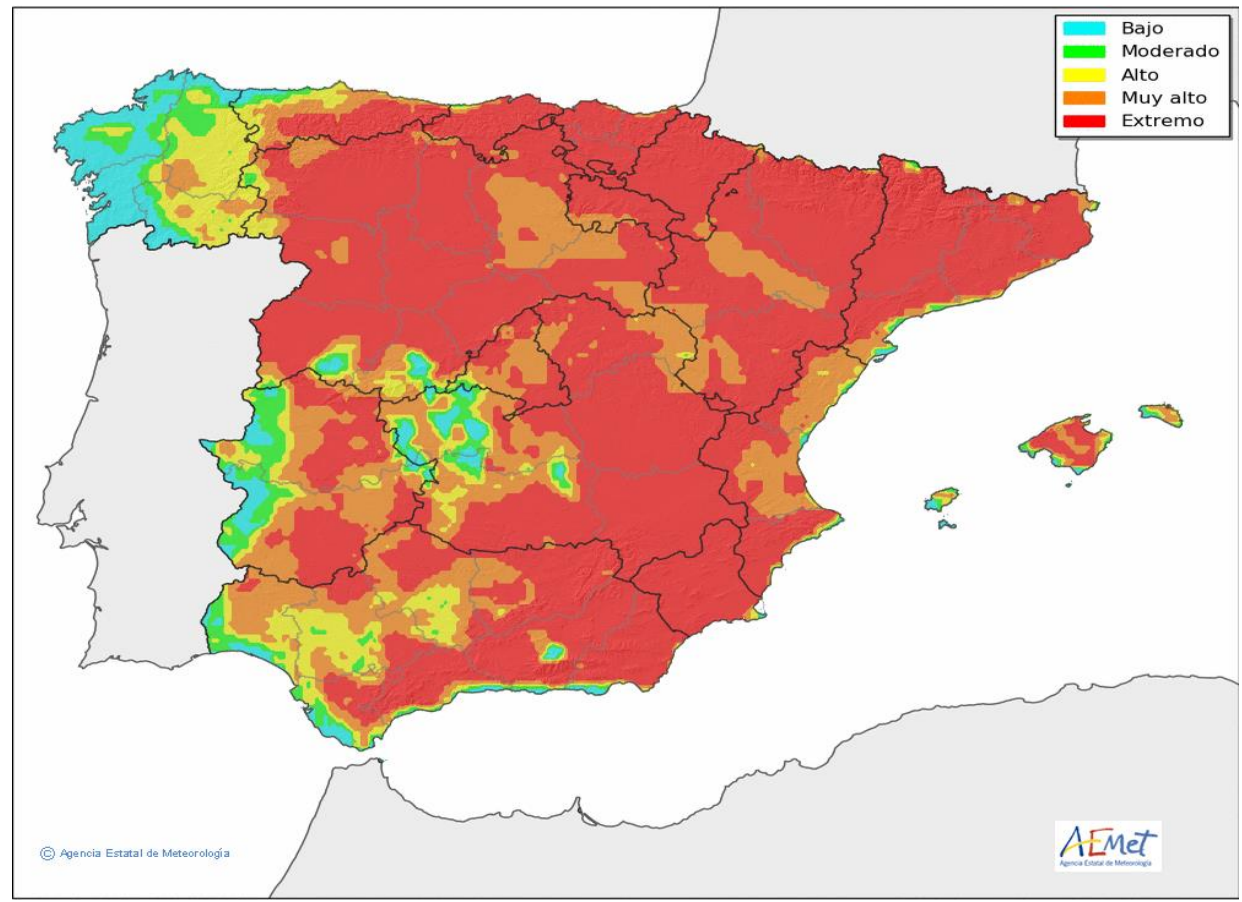 Bajo
Moderado
Alto
Muy alto
Extremo
© Agencia Estatal de Meteorología
AEMet
Agencia Estatal de Meteorología